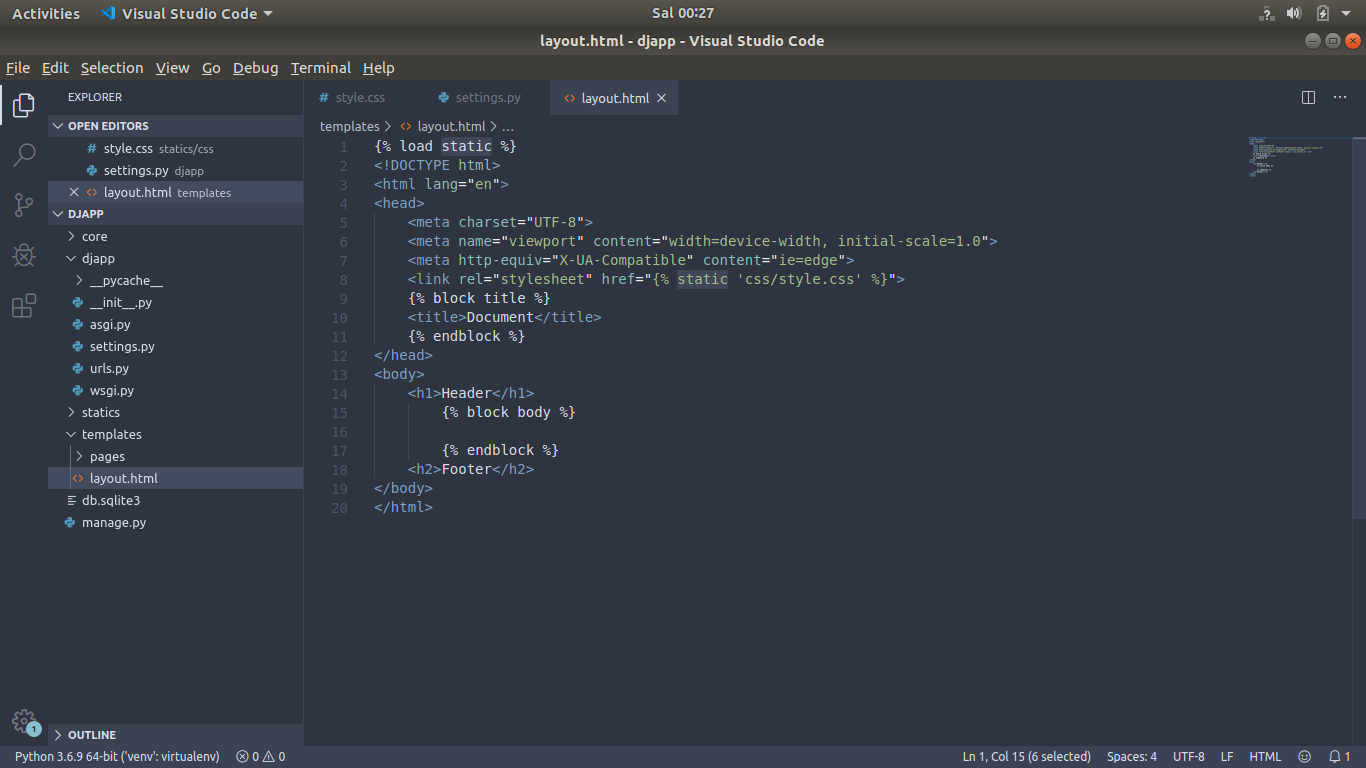 Activities Visual Studio Code Sal 00:27
layout.html - djapp - Visual Studio Code
File Edit Selection View Go Debug Terminal Help
EXPLORER
OPEN EDITORS
# style.css statics/css
settings.py djapp
layout.html templates
DJAPP
core
djapp
__pycache__
__init__.py
asgi.py
settings.py
urls.py
wsgi.py
statics
templates
pages
layout.html
db.sqlite3
manage.py
OUTLINE
# style.css settings.py <> layout.html ×
templates > <> layout.html > ...
1 {% load static %}
2 <!DOCTYPE html>
3 <html lang="en">
4 <head>
5 <meta charset="UTF-8">
6 <meta name="viewport" content="width=device-width, initial-scale=1.0">
7 <meta http-equiv="X-UA-Compatible" content="ie=edge">
8 <link rel="stylesheet" href="{% static 'css/style.css' %}">
9 {% block title %}
10 <title>Document</title>
11 {% endblock %}
12 </head>
13 <body>
14 <h1>Header</h1>
15 {% block body %}
16
17 {% endblock %}
18 <h2>Footer</h2>
19 </body>
20 </html>
1
Python 3.6.9 64-bit ('venv': virtualenv) 0 0 Ln 1, Col 15 (6 selected) Spaces: 4 UTF-8 LF HTML 1